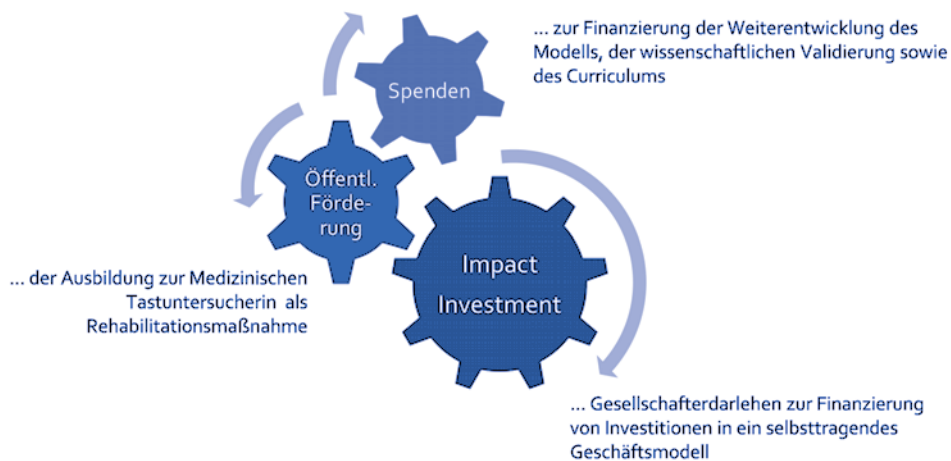 ... zur Finanzierung der Weiterentwicklung des
Modells, der wissenschaftlichen Validierung sowie
des Curriculums
Spenden
Öffentl.
Förde-
rung
Impact
Investment
... der Ausbildung zur Medizinischen
Tastuntersucherin als
Rehabilitationsmaßnahme
... Gesellschafterdarlehen zur Finanzierung
von Investitionen in ein selbsttragendes
Geschäftsmodell